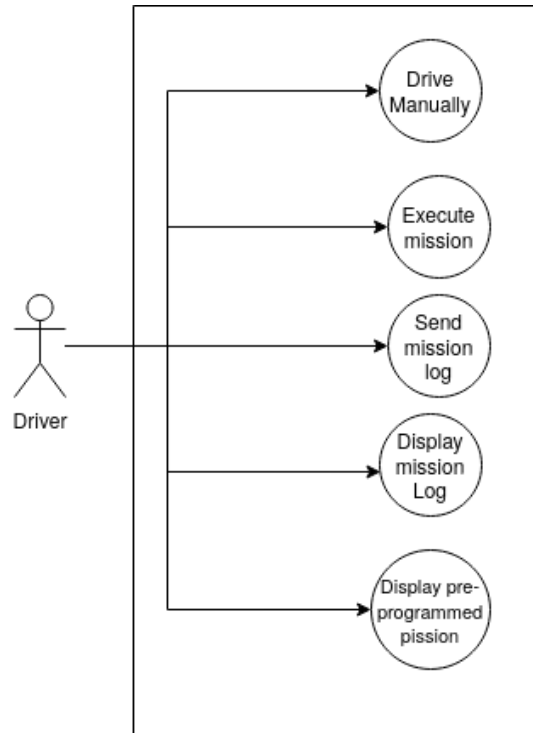 Drive
Manually
Execute
mission
Send
mission
log
Driver
Display
mission
Log
Display pre-
programmed
pission